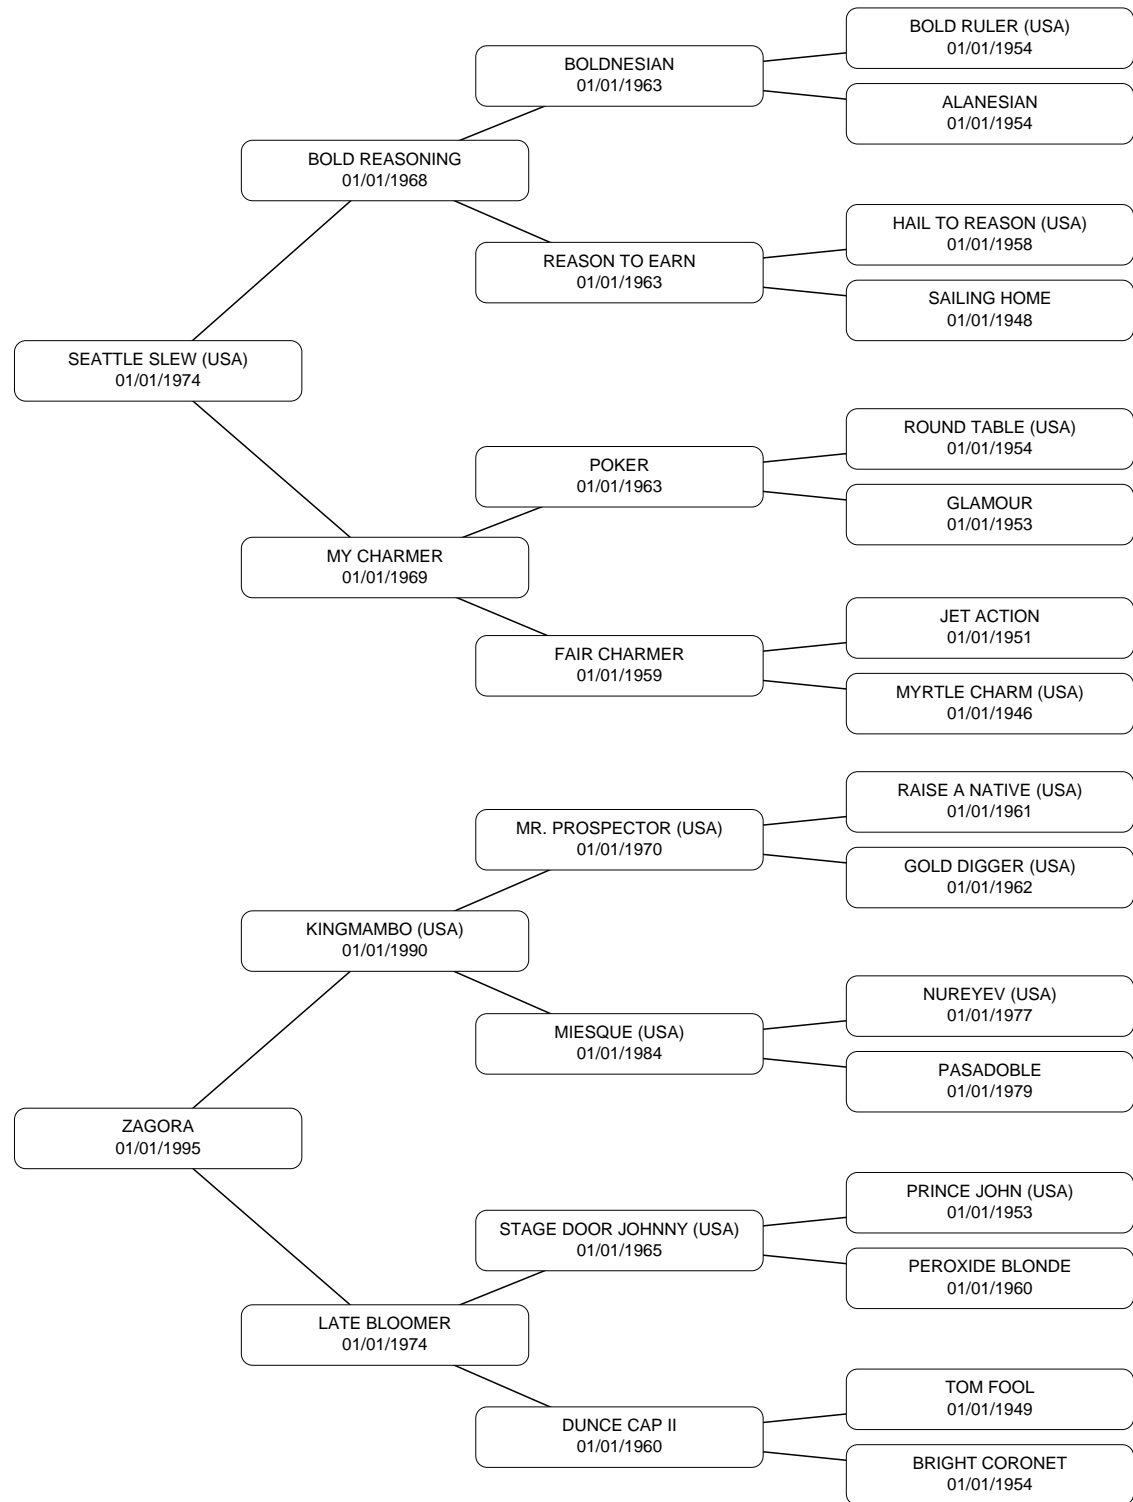 BOLD RULER (USA)
01/01/1954
BOLDNESIAN
01/01/1963
ALANESIAN
01/01/1954
BOLD REASONING
01/01/1968
HAIL TO REASON (USA)
01/01/1958
REASON TO EARN
01/01/1963
SAILING HOME
01/01/1948
SEATTLE SLEW (USA)
01/01/1974
ROUND TABLE (USA)
01/01/1954
POKER
01/01/1963
GLAMOUR
01/01/1953
MY CHARMER
01/01/1969
JET ACTION
01/01/1951
FAIR CHARMER
01/01/1959
MYRTLE CHARM (USA)
01/01/1946
RAISE A NATIVE (USA)
01/01/1961
MR. PROSPECTOR (USA)
01/01/1970
GOLD DIGGER (USA)
01/01/1962
KINGMAMBO (USA)
01/01/1990
NUREYEV (USA)
01/01/1977
MIESQUE (USA)
01/01/1984
PASADOBLE
01/01/1979
ZAGORA
01/01/1995
PRINCE JOHN (USA)
01/01/1953
STAGE DOOR JOHNNY (USA)
01/01/1965
PEROXIDE BLONDE
01/01/1960
LATE BLOOMER
01/01/1974
TOM FOOL
01/01/1949
DUNCE CAP II
01/01/1960
BRIGHT CORONET
01/01/1954